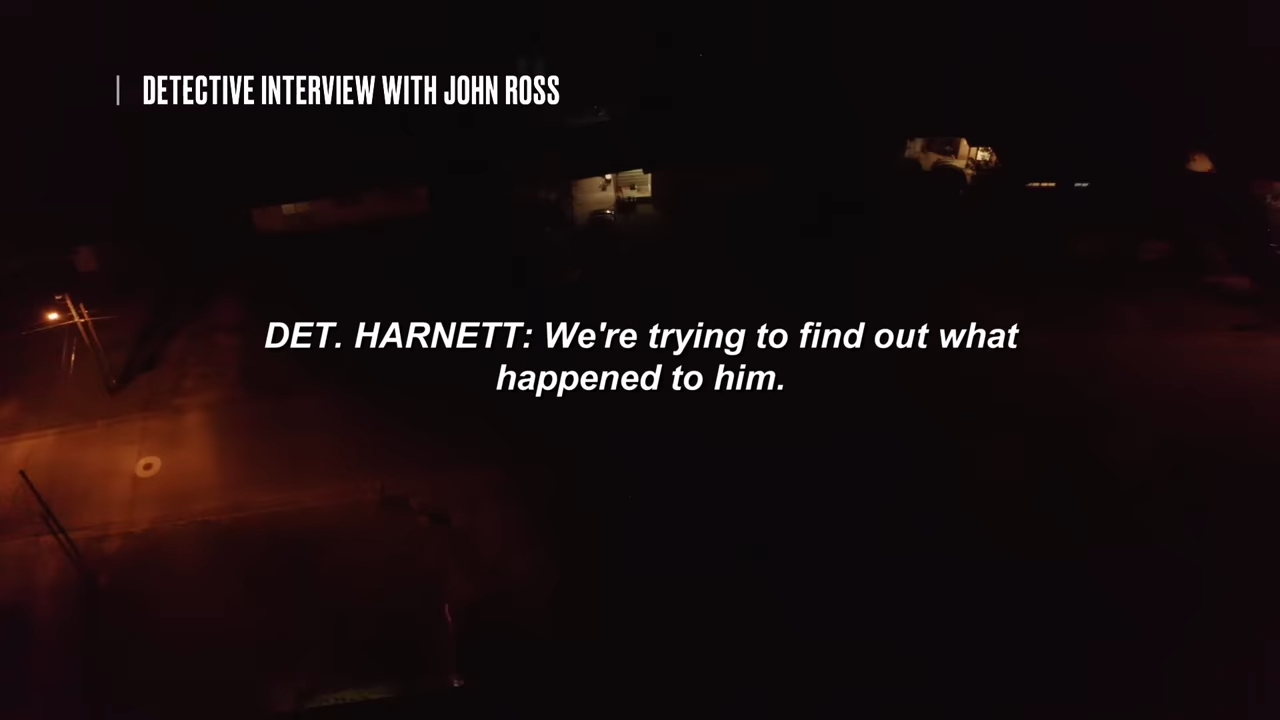 DETECTIVE INTERVIEW WITH JOHN ROSS
DET. HARNETT: We're trying to find out what
happened to him.